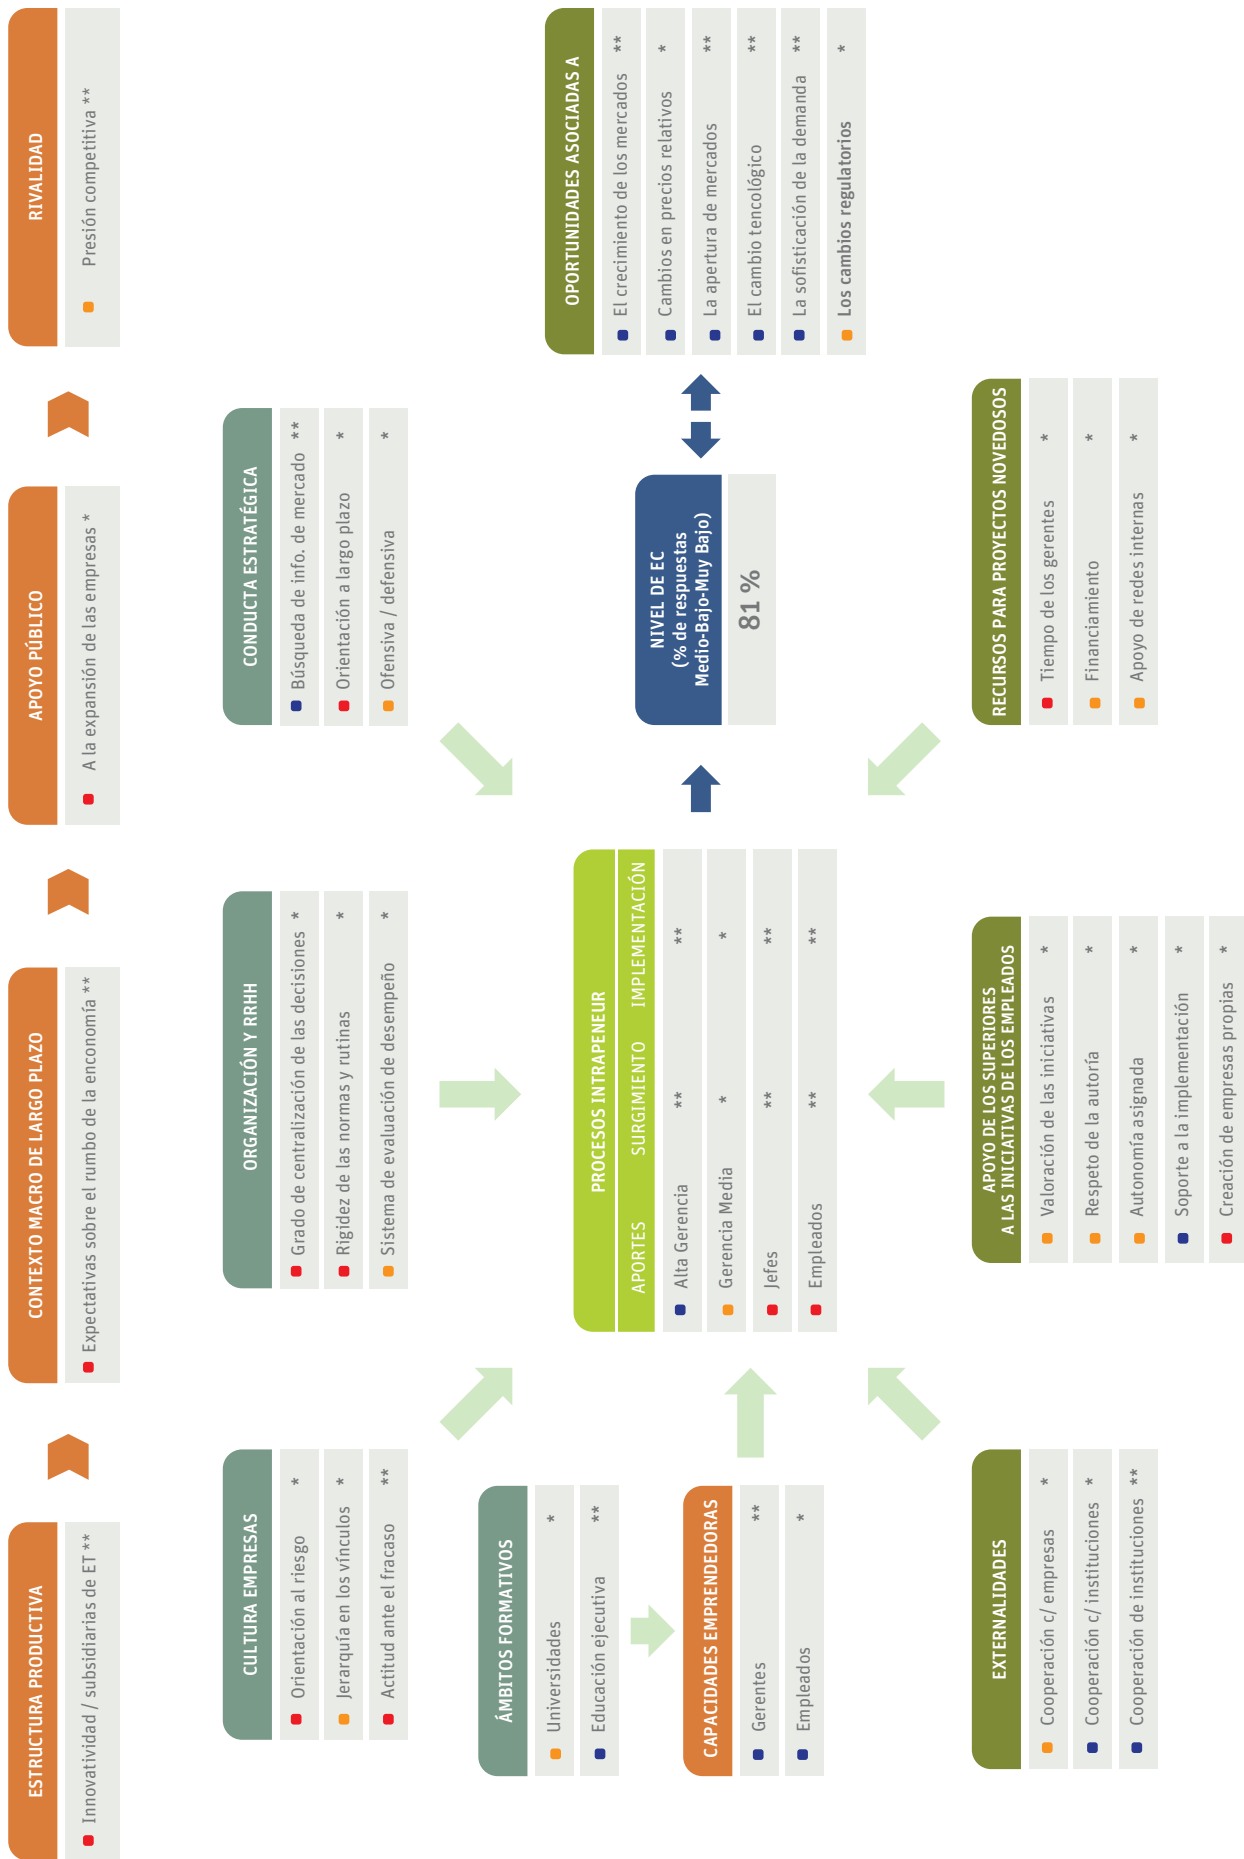 ESTRUCTURA PRODUCTIVA
Innovatividad / subsidiarias de ET **
CONTEXTO MACRO DE LARGO PLAZO
Expectativas sobre el rumbo de la enconomía **
APOYO PÚBLICO
A la expansión de las empresas *
RIVALIDAD
Presión competitiva **
CULTURA EMPRESAS
Orientación al riesgo *
Jerarquía en los vínculos *
Actitud ante el fracaso **
ORGANIZACIÓN Y RRHH
Grado de centralización de las decisiones *
Rigidez de las normas y rutinas *
Sistema de evaluación de desempeño *
CONDUCTA ESTRATÉGICA
Búsqueda de info. de mercado **
Orientación a largo plazo *
Ofensiva / defensiva *
ÁMBITOS FORMATIVOS
Universidades *
Educación ejecutiva **
CAPACIDADES EMPRENDEDORAS
Gerentes **
Empleados *
PROCESOS INTRAPENEUR
APORTES SURGIMIENTO IMPLEMENTACIÓN
Alta Gerencia ** **
Gerencia Media * *
Jefes ** **
Empleados ** **
NIVEL DE EC
(% de respuestas
Medio-Bajo-Muy Bajo)
81 %
OPORTUNIDADES ASOCIADAS A
El crecimiento de los mercados **
Cambios en precios relativos *
La apertura de mercados **
El cambio tencológico **
La sofisticación de la demanda **
Los cambios regulatorios *
EXTERNALIDADES
Cooperación c/ empresas *
Cooperación c/ instituciones *
Cooperación de instituciones **
APOYO DE LOS SUPERIORES
A LAS INICIATIVAS DE LOS EMPLEADOS
Valoración de las iniciativas *
Respeto de la autoría *
Autonomía asignada *
Soporte a la implementación *
Creación de empresas propias *
RECURSOS PARA PROYECTOS NOVEDOSOS
Tiempo de los gerentes *
Financiamiento *
Apoyo de redes internas *